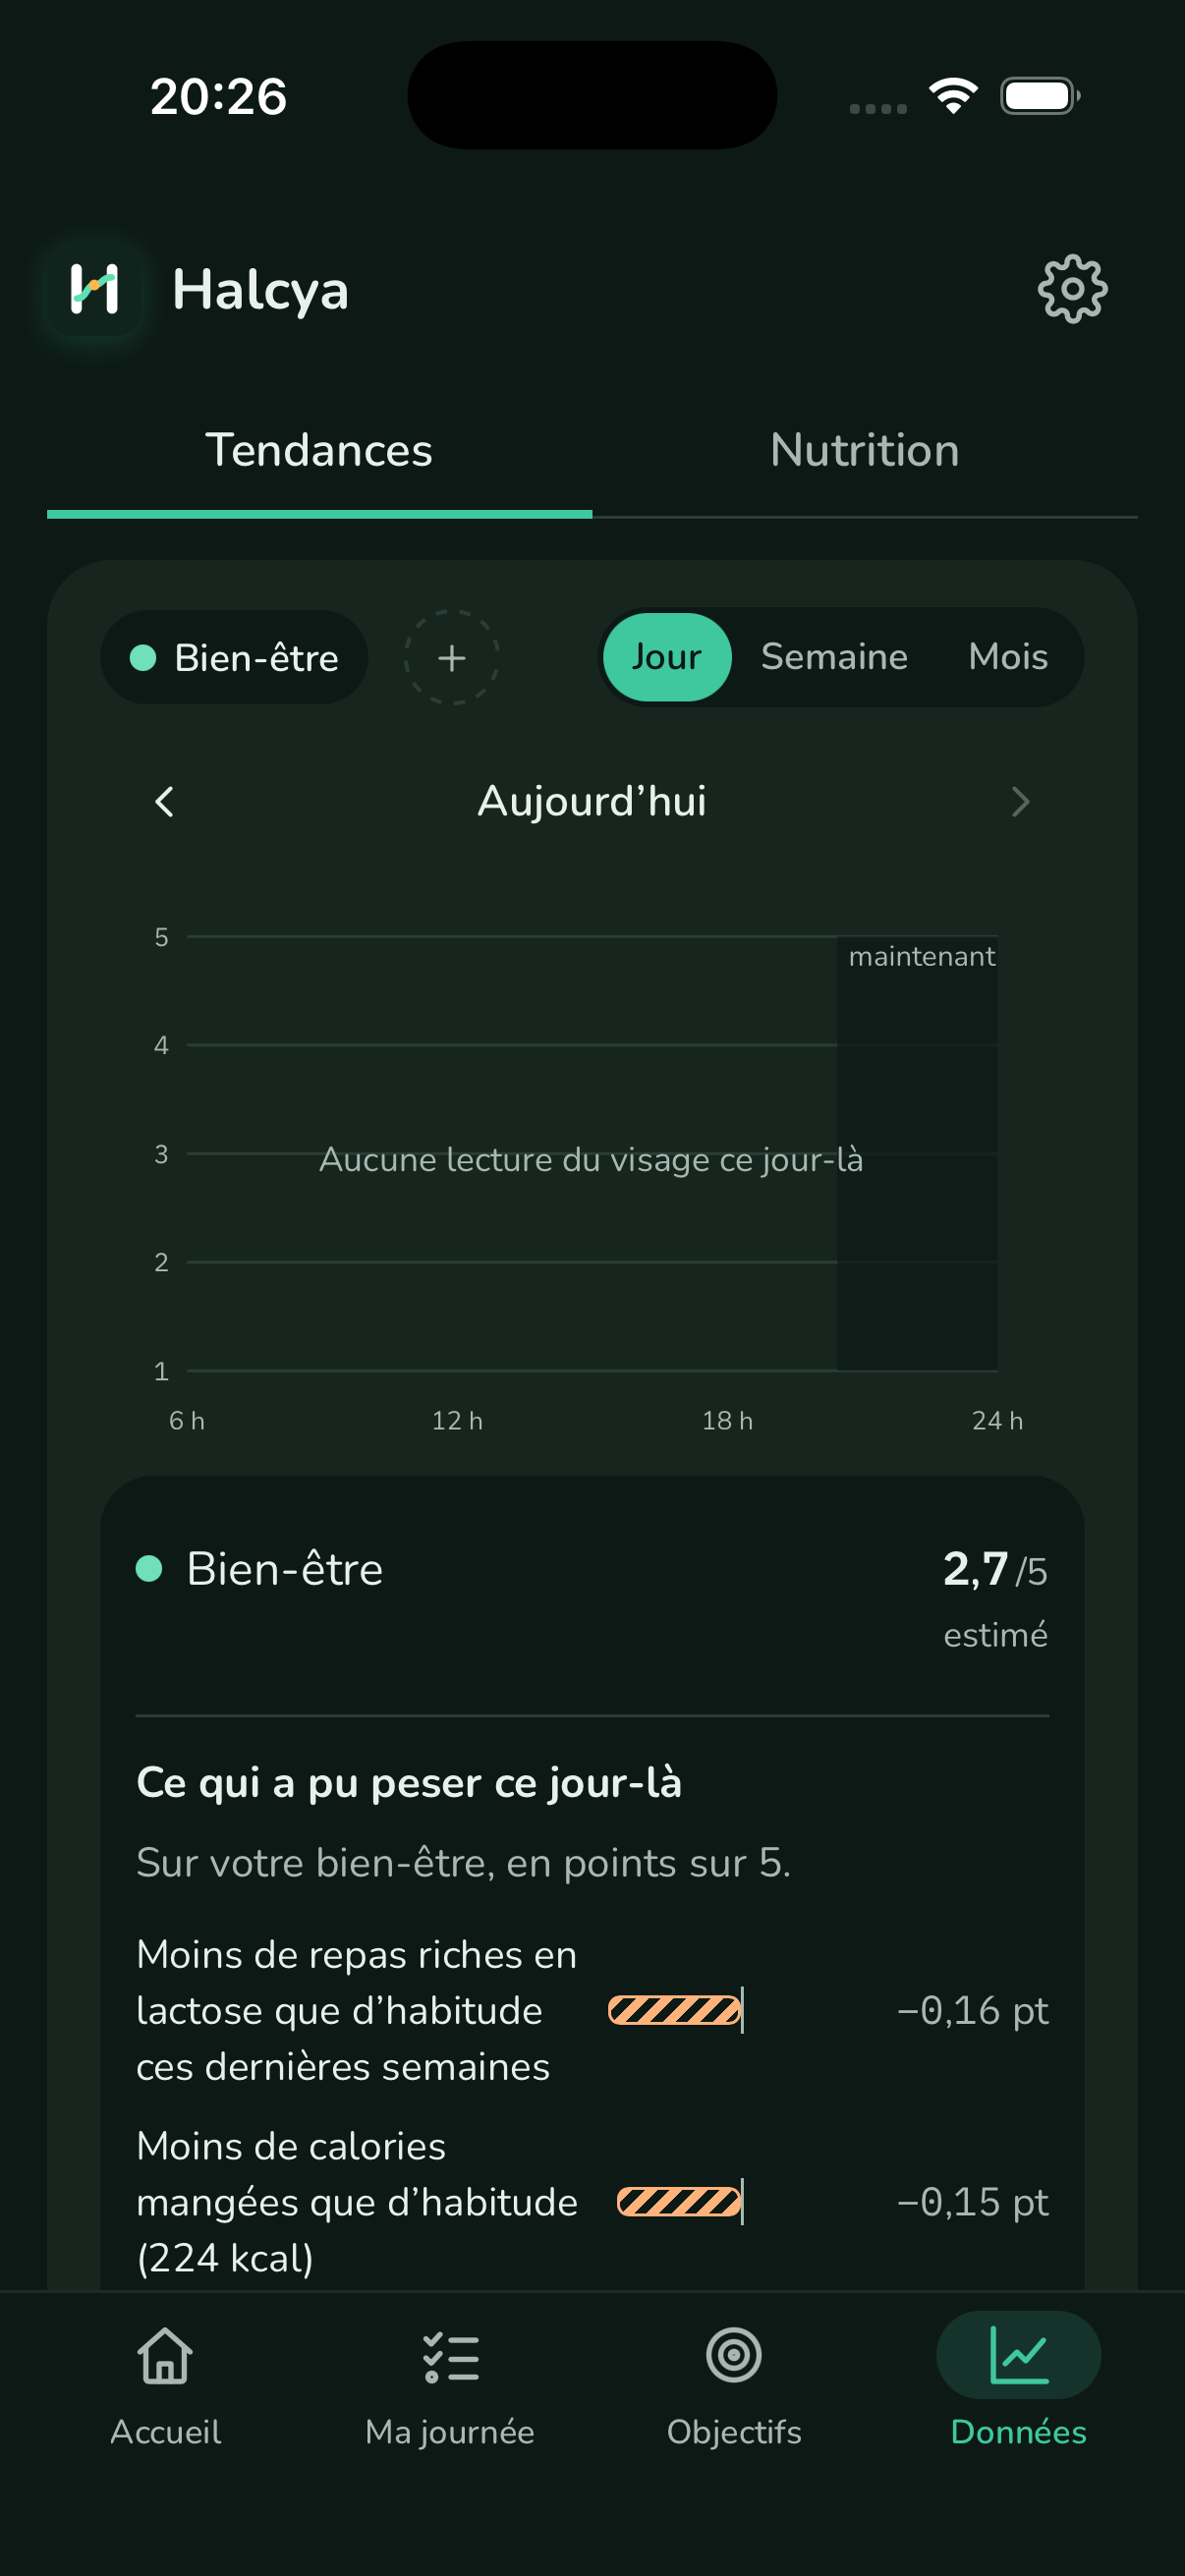 20:26
Halcya
Tendances
Nutrition
Bien-être
+
Jour
Semaine
Mois
Aujourd’hui
5
maintenant
4
3
Aucune lecture du visage ce jour-là
2
1
6 h
12 h
18 h
24 h
Bien-être
2,7 /5
estimé
Ce qui a pu peser ce jour-là
Sur votre bien-être, en points sur 5.
Moins de repas riches en
lactose que d’habitude
ces dernières semaines
−0,16 pt
Moins de calories
mangées que d’habitude
(224 kcal)
−0,15 pt
Accueil
Ma journée
Objectifs
Données